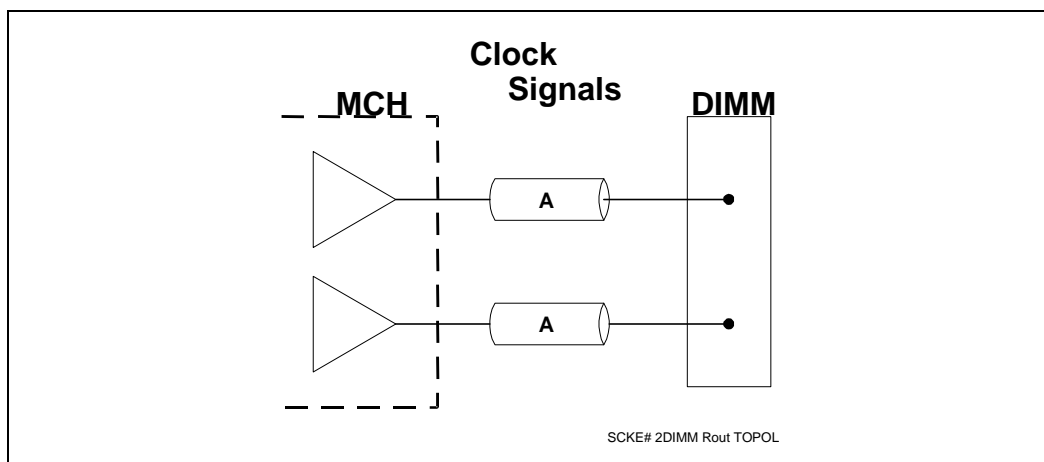 Clock
Signals
MCH
DIMM
A
A
SCKE# 2DIMM Rout TOPOL